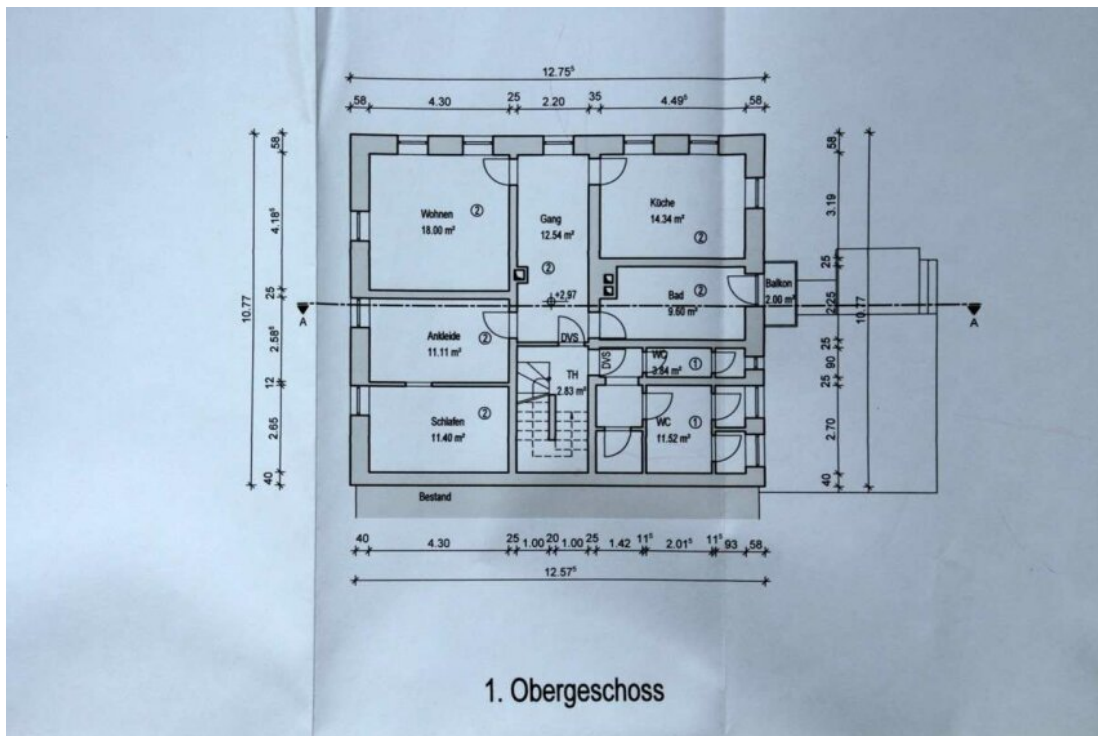 12.75⁵
58 4.30 25 2.20 35 4.49⁵ 58
58
4.18⁵
25
2.58⁵
12
2.65
40
10.77
58
3.19
25
2.25
25
90
25
2.70
40
10.77
Wohnen ②
18.00 m²
Gang
12.54 m²
②
Küche
14.34 m²
②
+2,97
Bad ②
9.60 m²
Balkon
2.00 m²
A
A
Ankleide ②
11.11 m²
DVS
DVS
TH
2.83 m²
WC ①
3.84 m²
Schlafen ②
11.40 m²
WC ①
11.52 m²
Bestand
40 4.30 25 1.00 20 1.00 25 1.42 11⁵ 2.01⁵ 11⁵ 93 58
12.57⁵
1. Obergeschoss